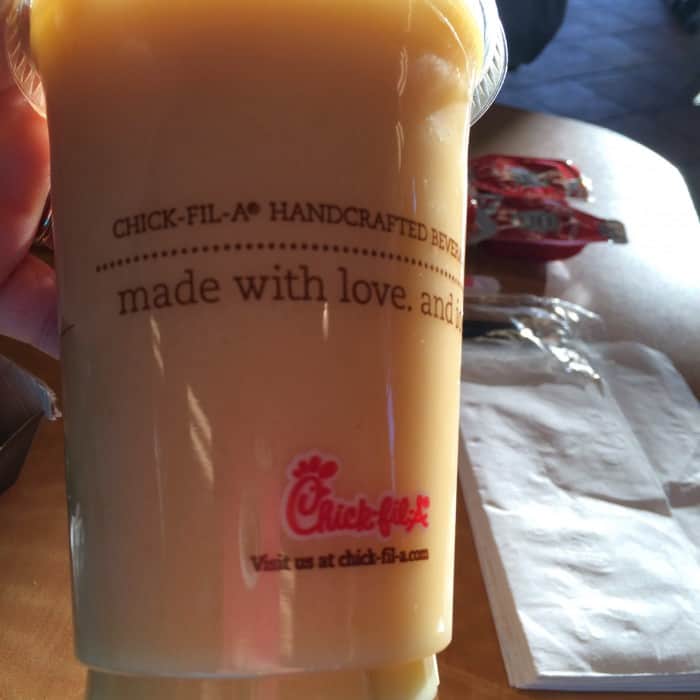 CHICK-FIL-A® HANDCRAFTED
made with love. and
Chick-fil-A
Visit us at chick-fil-a.com